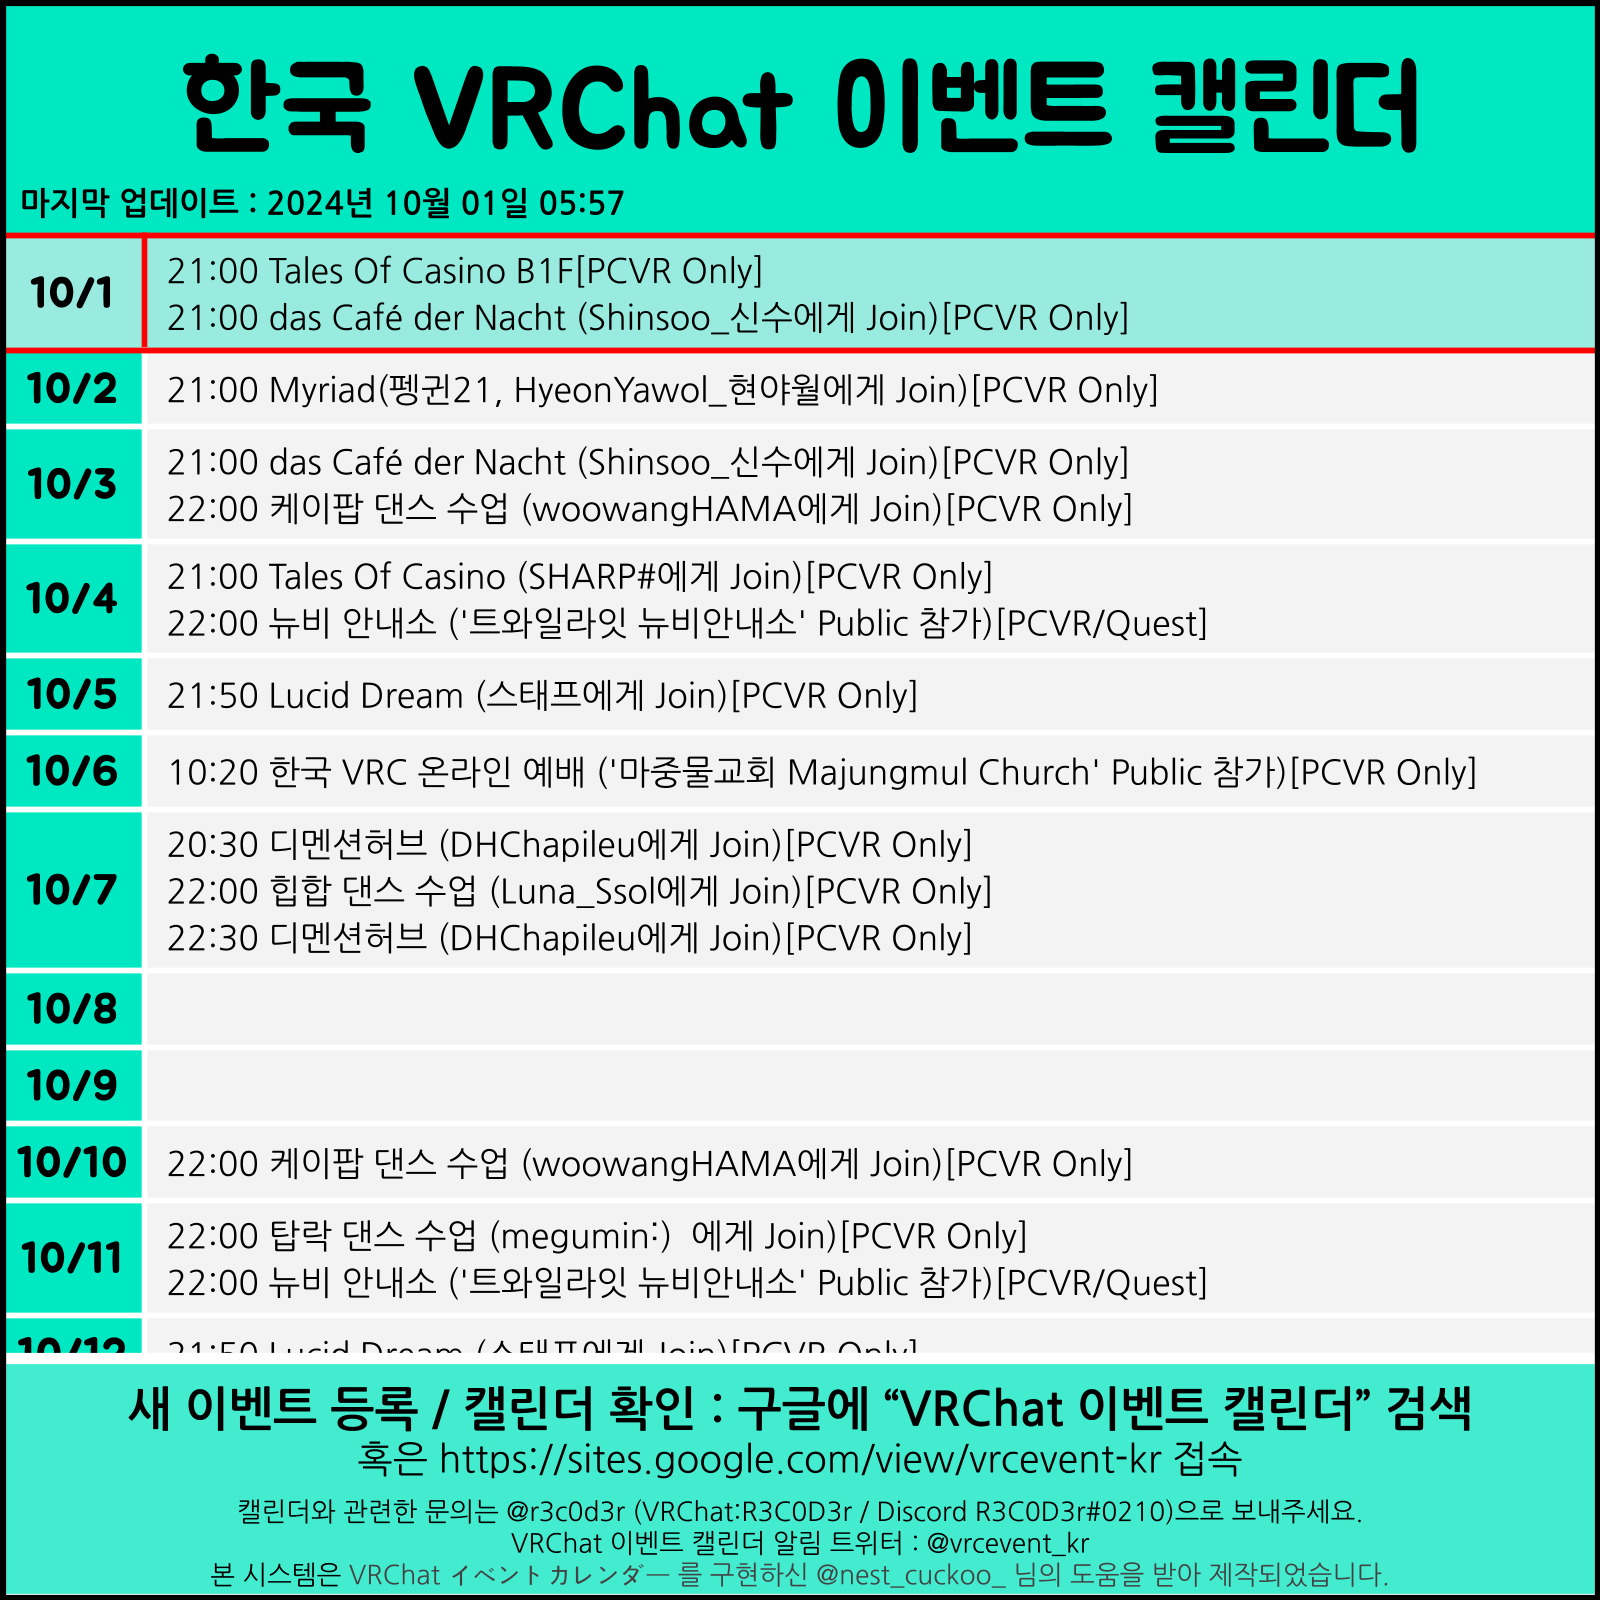 한국 VRChat 이벤트 캘린더
마지막 업데이트 : 2024년 10월 01일 05:57
10/1
21:00 Tales Of Casino B1F[PCVR Only]
21:00 das Café der Nacht (Shinsoo_신수에게 Join)[PCVR Only]
10/2
21:00 Myriad(펭귄21, HyeonYawol_현야월에게 Join)[PCVR Only]
10/3
21:00 das Café der Nacht (Shinsoo_신수에게 Join)[PCVR Only]
22:00 케이팝 댄스 수업 (woowangHAMA에게 Join)[PCVR Only]
10/4
21:00 Tales Of Casino (SHARP#에게 Join)[PCVR Only]
22:00 뉴비 안내소 ('트와일라잇 뉴비안내소' Public 참가)[PCVR/Quest]
10/5
21:50 Lucid Dream (스태프에게 Join)[PCVR Only]
10/6
10:20 한국 VRC 온라인 예배 ('마중물교회 Majungmul Church' Public 참가)[PCVR Only]
10/7
20:30 디멘션허브 (DHChapileu에게 Join)[PCVR Only]
22:00 힙합 댄스 수업 (Luna_Ssol에게 Join)[PCVR Only]
22:30 디멘션허브 (DHChapileu에게 Join)[PCVR Only]
10/8
10/9
10/10
22:00 케이팝 댄스 수업 (woowangHAMA에게 Join)[PCVR Only]
10/11
22:00 탑락 댄스 수업 (megumin:)  에게 Join)[PCVR Only]
22:00 뉴비 안내소 ('트와일라잇 뉴비안내소' Public 참가)[PCVR/Quest]
10/12
21:50 Lucid Dream (스태프에게 Join)[PCVR Only]
새 이벤트 등록 / 캘린더 확인 : 구글에 “VRChat 이벤트 캘린더” 검색
혹은 https://sites.google.com/view/vrcevent-kr 접속
캘린더와 관련한 문의는 @r3c0d3r (VRChat:R3C0D3r / Discord R3C0D3r#0210)으로 보내주세요.
VRChat 이벤트 캘린더 알림 트위터 : @vrcevent_kr
본 시스템은 VRChat イベントカレンダー 를 구현하신 @nest_cuckoo_ 님의 도움을 받아 제작되었습니다.